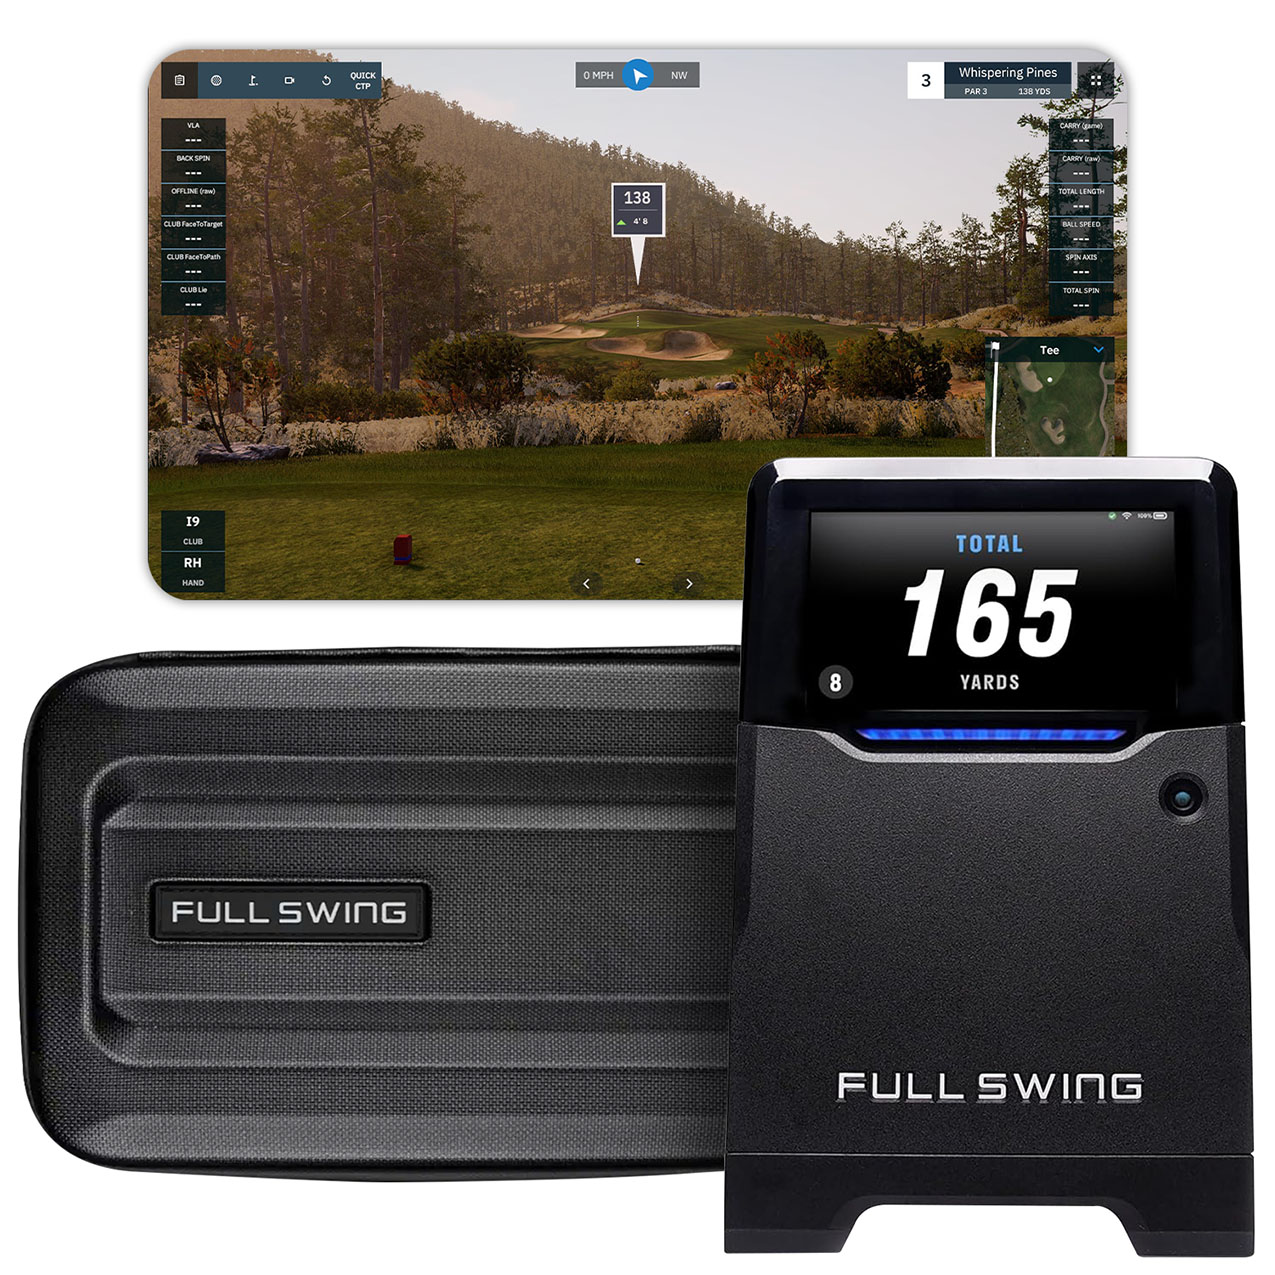 QUICK
CTP
0 MPH
NW
3
Whispering Pines
PAR 3
138 YDS
VLA
---
BACK SPIN
---
OFFLINE (raw)
---
CLUB FaceToTarget
---
CLUB FaceToPath
---
CLUB Lie
---
138
4' 8
CARRY (game)
---
CARRY (raw)
---
TOTAL LENGTH
---
BALL SPEED
---
SPIN AXIS
---
TOTAL SPIN
---
Tee
I9
CLUB
RH
HAND
100%
TOTAL
165
YARDS
8
FULL SWING
FULL SWING